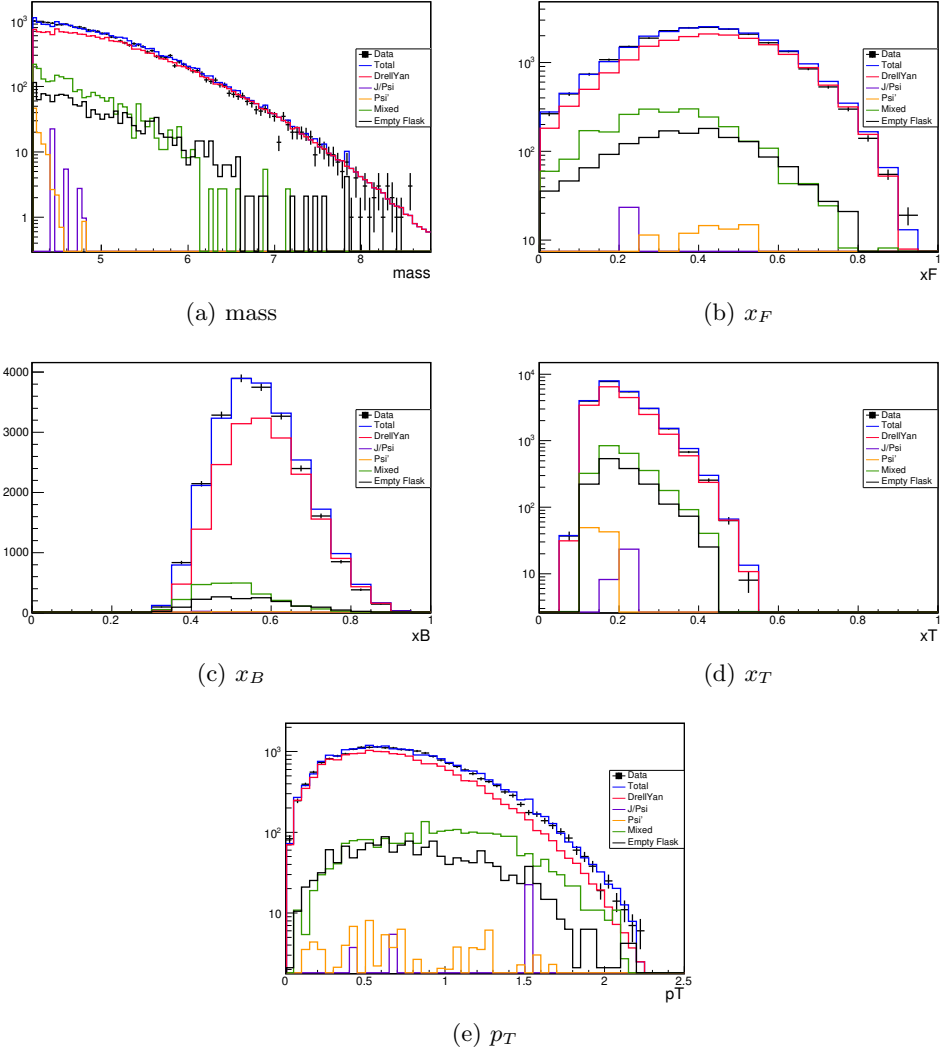 10³
10²
10
1
5
6
7
8
mass
Data
Total
DrellYan
J/Psi
Psi'
Mixed
Empty Flask
(a) mass
10³
10²
10
0
0.2
0.4
0.6
0.8
1
xF
Data
Total
DrellYan
J/Psi
Psi'
Mixed
Empty Flask
(b) x_F
4000
3000
2000
1000
0
0
0.2
0.4
0.6
0.8
1
xB
Data
Total
DrellYan
J/Psi
Psi'
Mixed
Empty Flask
(c) x_B
10⁴
10³
10²
10
0
0.2
0.4
0.6
0.8
1
xT
Data
Total
DrellYan
J/Psi
Psi'
Mixed
Empty Flask
(d) x_T
10³
10²
10
0
0.5
1
1.5
2
2.5
pT
Data
Total
DrellYan
J/Psi
Psi'
Mixed
Empty Flask
(e) p_T